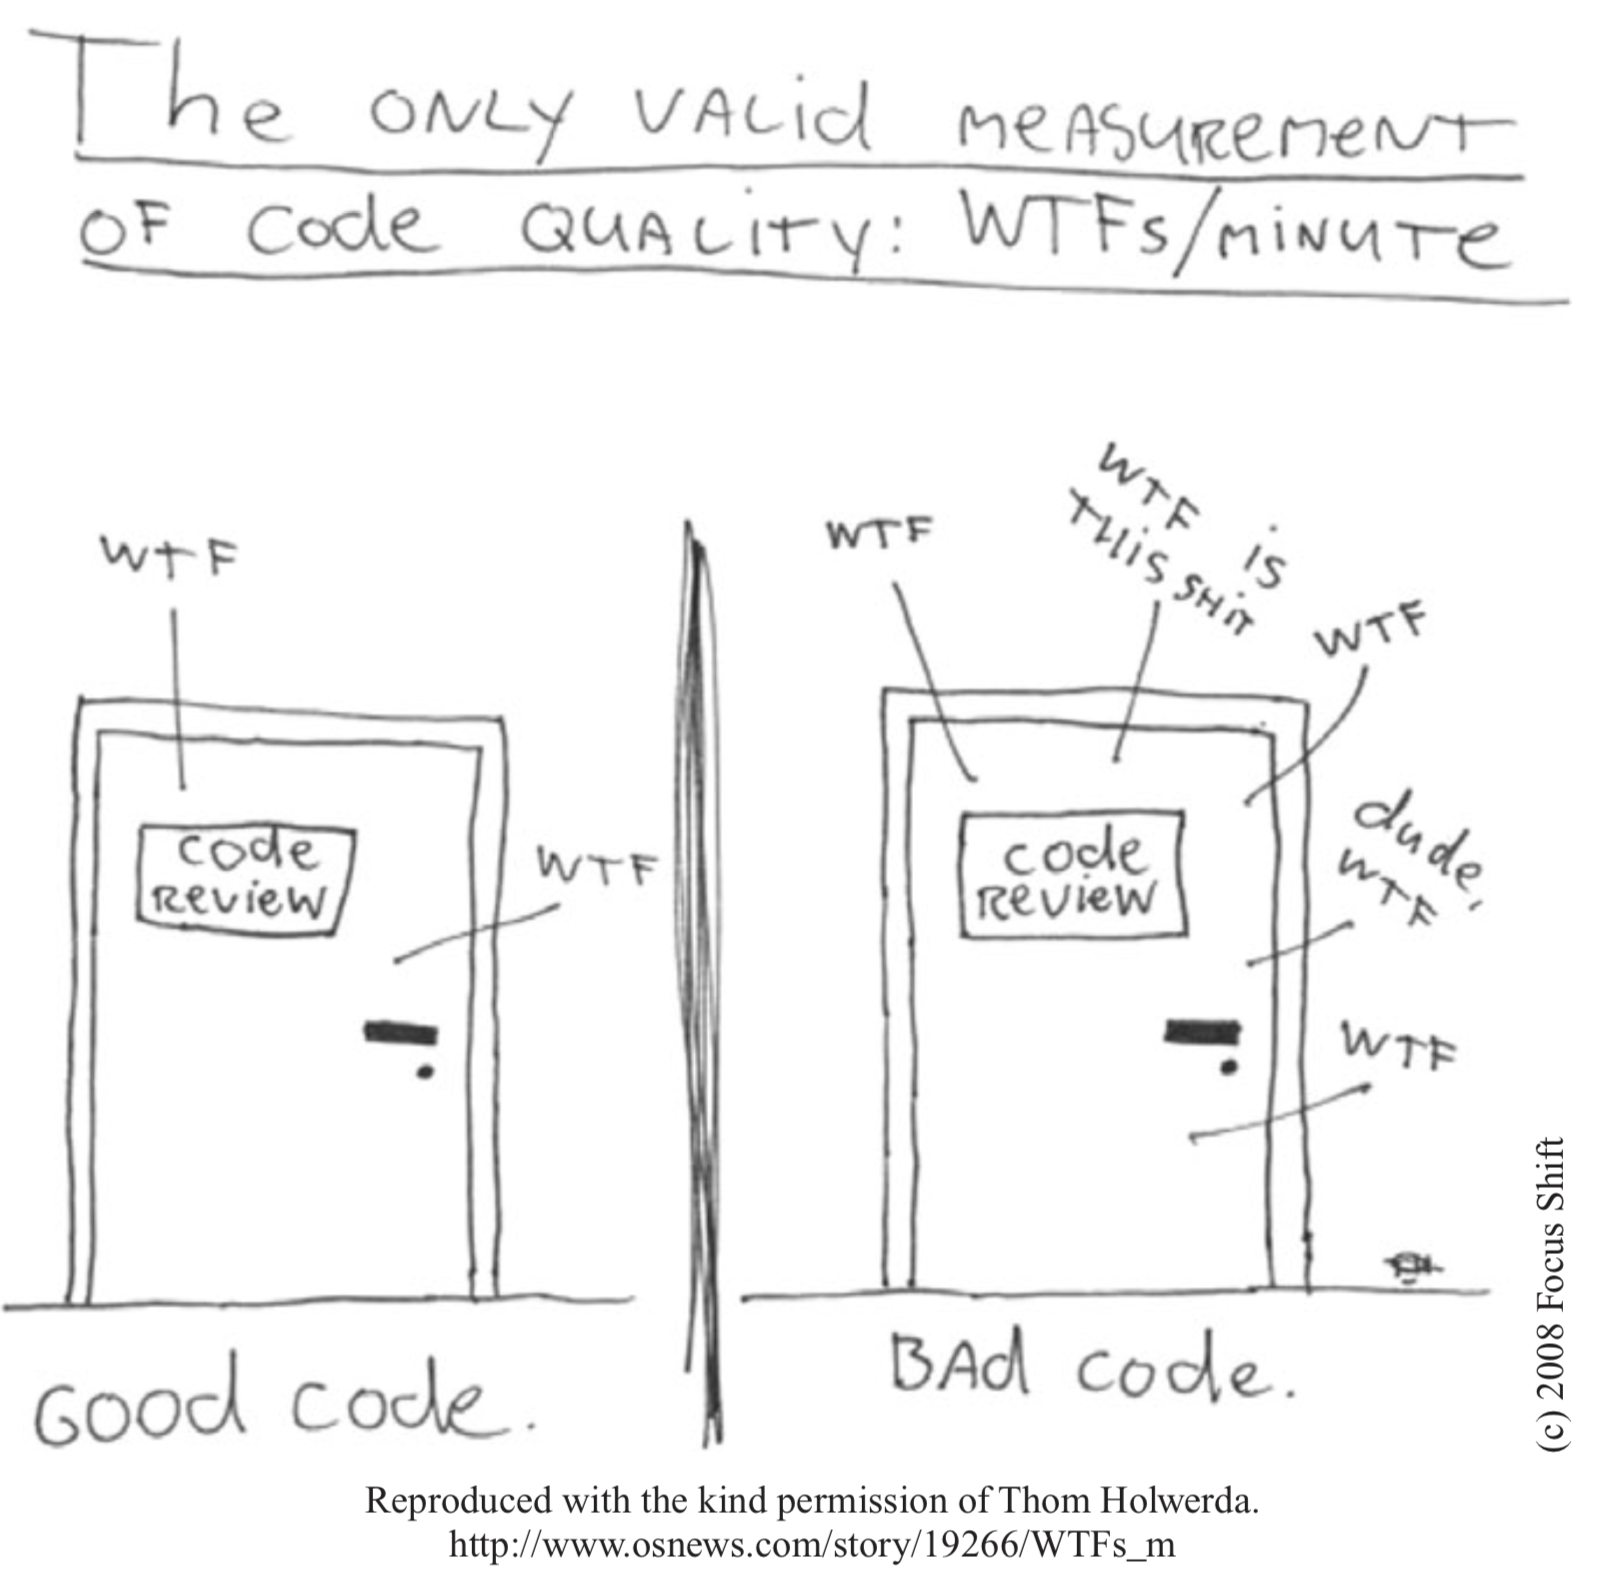 The ONLY VALid MEASUREMENT
OF Code QUALITY: WTFs/MINUTE
WTF
code
REVIEW
WTF
Good code.
WTF
WTF is
THiS SHiT
WTF
code
REVIEW
dude,
WTF
WTF
BAd code.
(c) 2008 Focus Shift
Reproduced with the kind permission of Thom Holwerda.
http://www.osnews.com/story/19266/WTFs_m